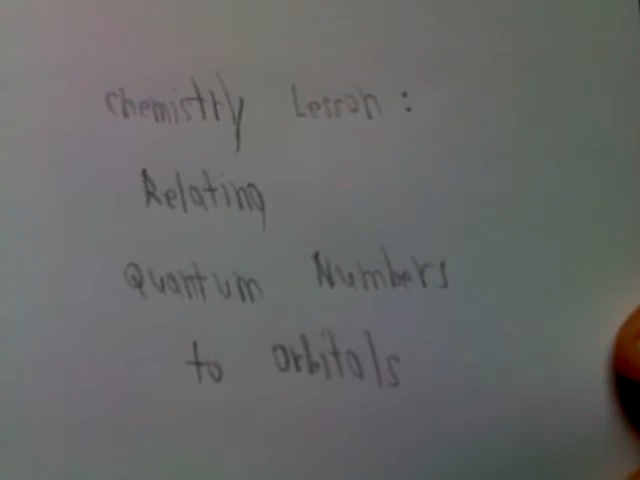 Chemistry Lesson:
Relating
Quantum Numbers
to Orbitals